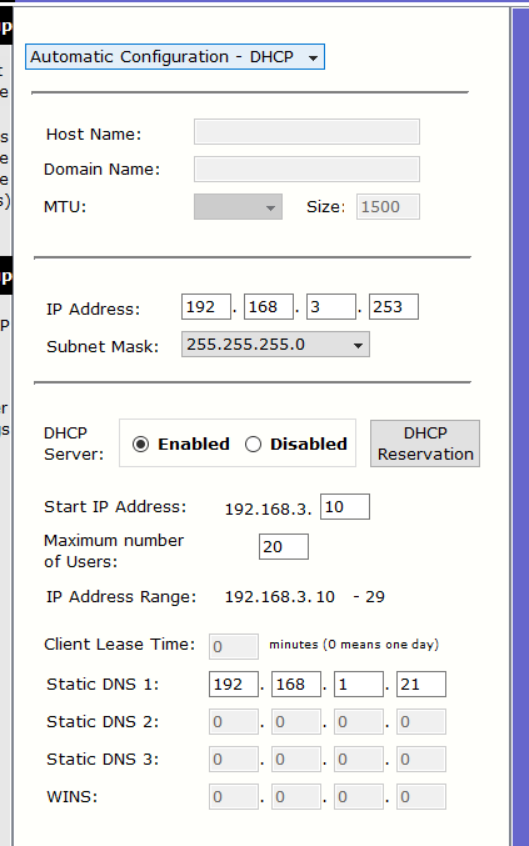 up
Automatic Configuration - DHCP
e
Host Name:
s
e
Domain Name:
e
s)
MTU: Size: 1500
up
IP Address: 192 . 168 . 3 . 253
P
Subnet Mask: 255.255.255.0
er
gs
DHCP Server: Enabled Disabled DHCP Reservation
Start IP Address: 192.168.3. 10
Maximum number
of Users: 20
IP Address Range: 192.168.3.10 - 29
Client Lease Time: 0 minutes (0 means one day)
Static DNS 1: 192 . 168 . 1 . 21
Static DNS 2: 0 . 0 . 0 . 0
Static DNS 3: 0 . 0 . 0 . 0
WINS: 0 . 0 . 0 . 0